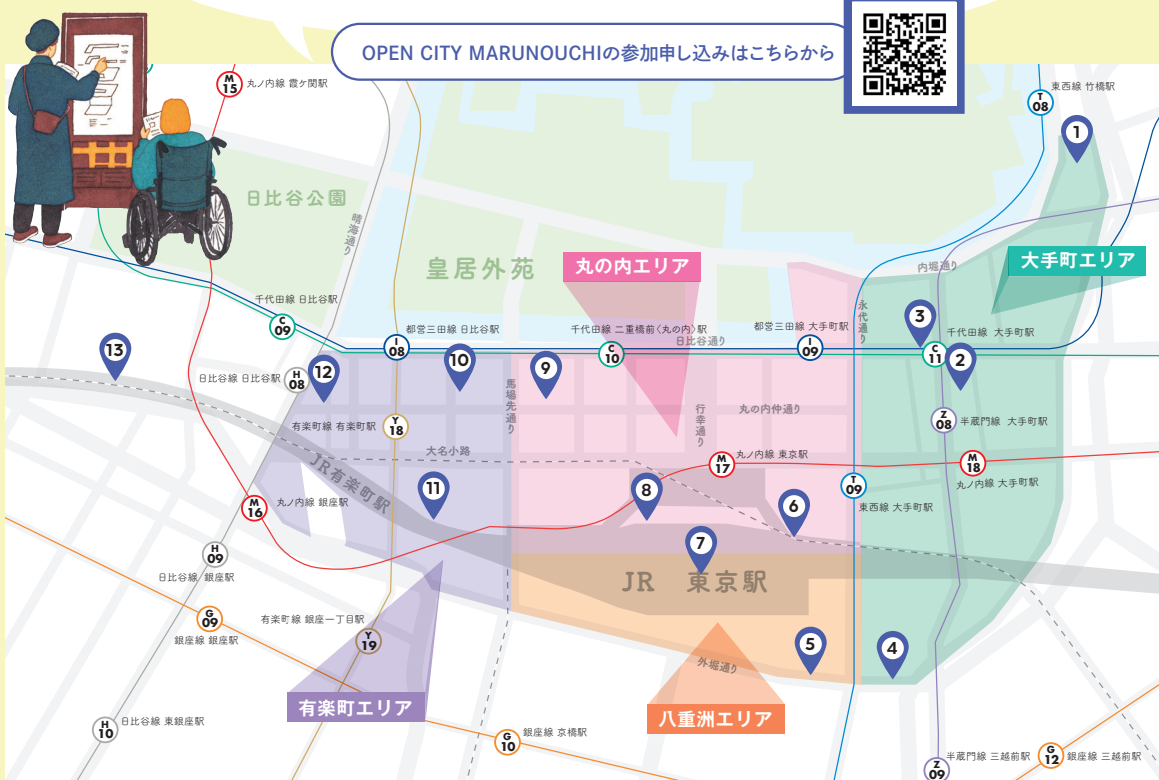 OPEN CITY MARUNOUCHIの参加申し込みはこちらから
M
15
丸ノ内線 霞ケ関駅
T
08
東西線 竹橋駅
1
日比谷公園
晴海通り
皇居外苑
丸の内エリア
内堀通り
大手町エリア
千代田線 日比谷駅
C
09
都営三田線 日比谷駅
I
08
千代田線 二重橋前〈丸の内〉駅
日比谷通り
C
10
都営三田線 大手町駅
I
09
永代通り
3
千代田線 大手町駅
C
11
2
13
日比谷線 日比谷駅
H
08
12
10
馬場先通り
9
行幸通り
丸の内仲通り
有楽町線 有楽町駅
Y
18
Z
08
半蔵門線 大手町駅
大名小路
JR有楽町駅
M
17
丸ノ内線 東京駅
M
18
丸ノ内線 大手町駅
M
16
丸ノ内線 銀座駅
11
8
6
T
09
東西線 大手町駅
7
JR 東京駅
H
09
日比谷線 銀座駅
G
09
銀座線 銀座駅
有楽町線 銀座一丁目駅
Y
19
外堀通り
5
4
有楽町エリア
八重洲エリア
H
10
日比谷線 東銀座駅
G
10
銀座線 京橋駅
Z
09
半蔵門線 三越前駅
G
12
銀座線 三越前駅